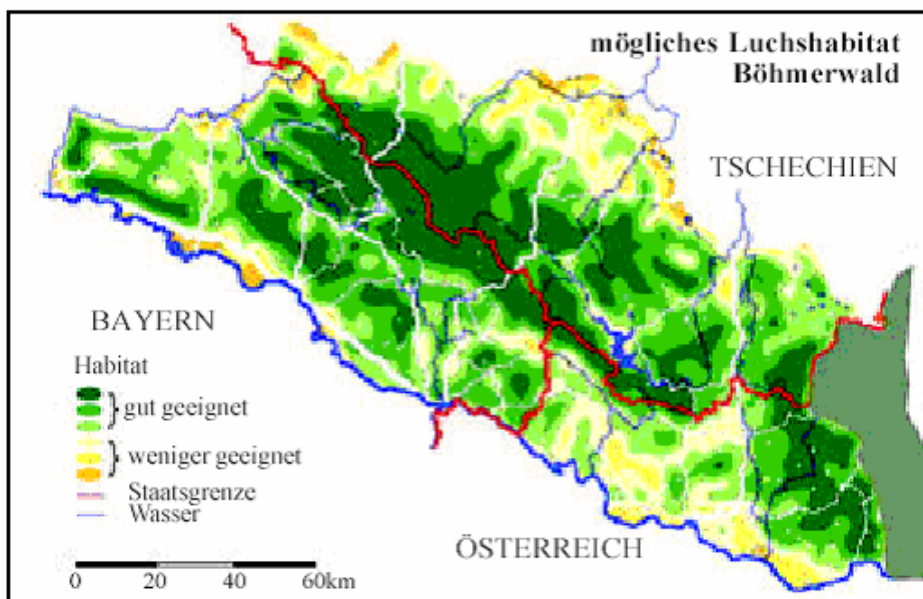 mögliches Luchshabitat
Böhmerwald
TSCHECHIEN
BAYERN
Habitat
gut geeignet
weniger geeignet
Staatsgrenze
Wasser
ÖSTERREICH
0 20 40 60km